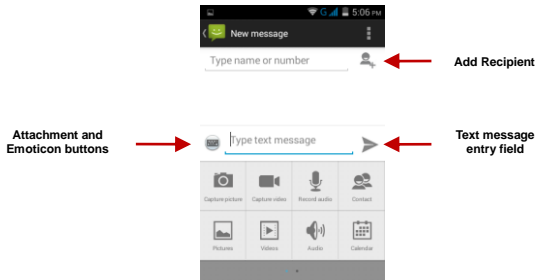 G 5:06 PM
New message
Type name or number
Add Recipient
Attachment and
Emoticon buttons
Type text message
Text message
entry field
Capture picture Capture video Record audio Contact
Pictures Videos Audio Calendar